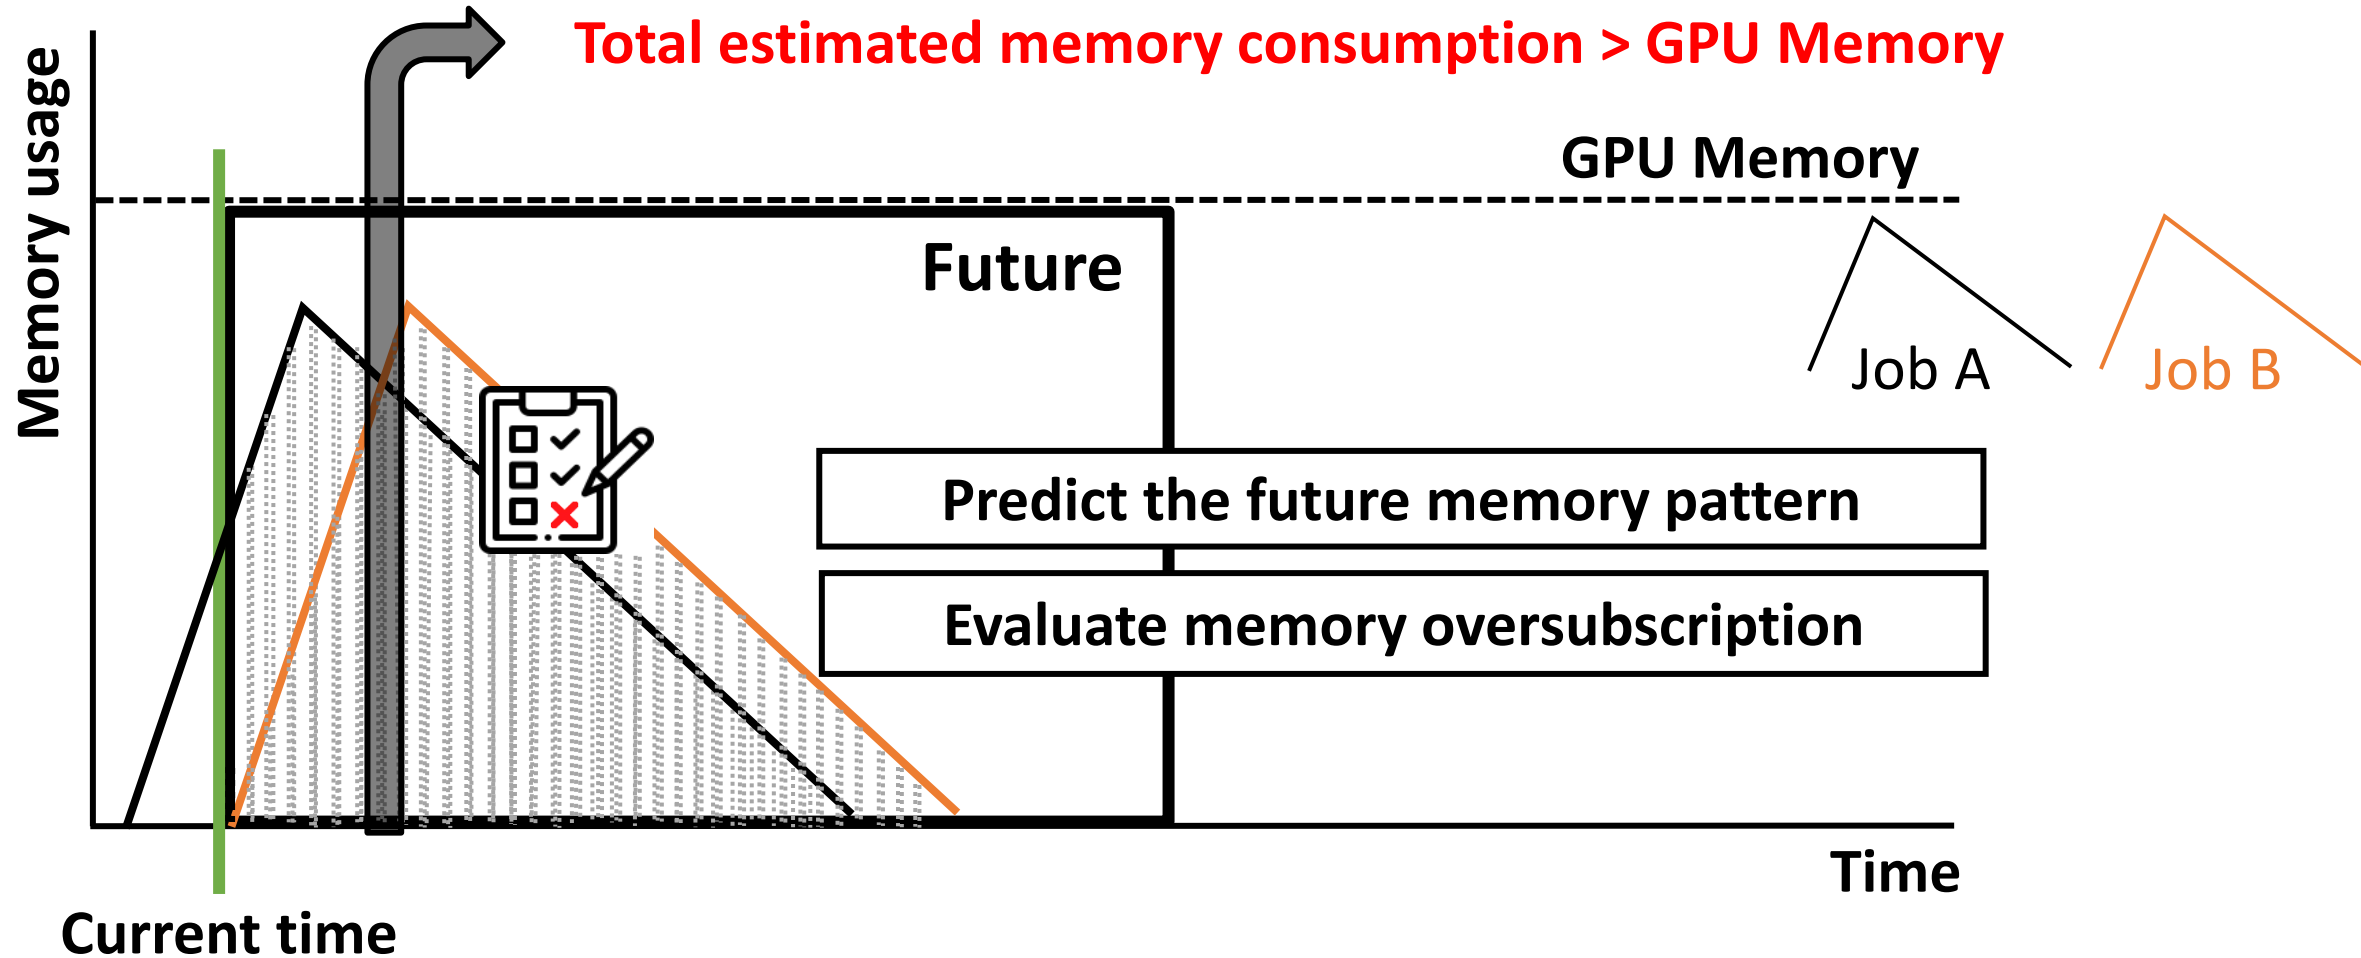 Total estimated memory consumption > GPU Memory
Memory usage
GPU Memory
Future
Job A
Job B
Predict the future memory pattern
Evaluate memory oversubscription
Time
Current time